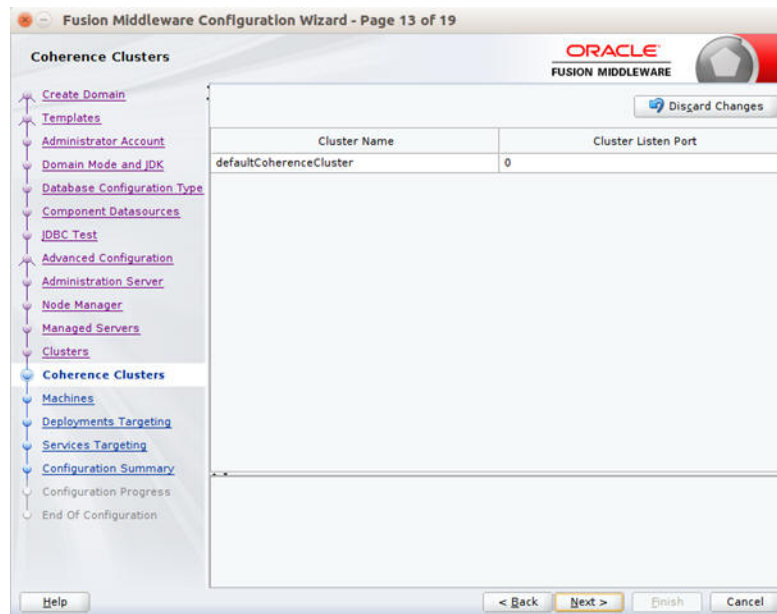 Fusion Middleware Configuration Wizard - Page 13 of 19
Coherence Clusters
ORACLE
FUSION MIDDLEWARE
Create Domain
Templates
Administrator Account
Domain Mode and JDK
Database Configuration Type
Component Datasources
JDBC Test
Advanced Configuration
Administration Server
Node Manager
Managed Servers
Clusters
Coherence Clusters
Machines
Deployments Targeting
Services Targeting
Configuration Summary
Configuration Progress
End Of Configuration
Discard Changes
Cluster Name Cluster Listen Port
defaultCoherenceCluster 0
Help < Back Next > Finish Cancel